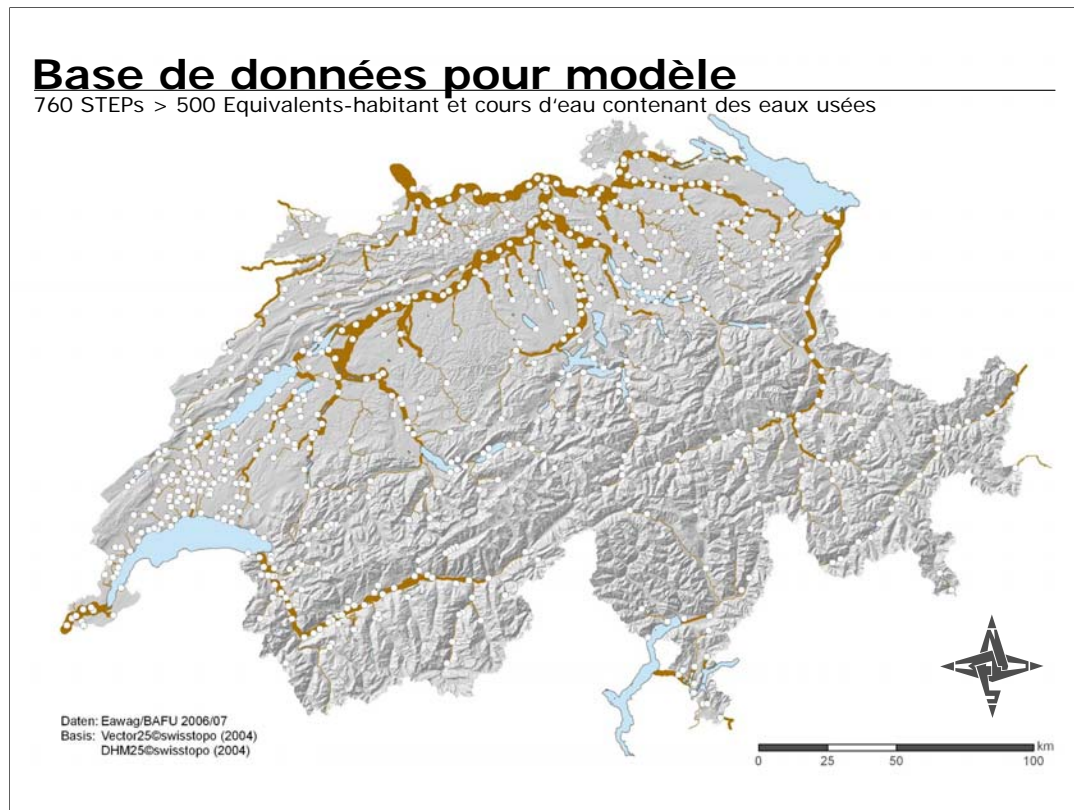 Base de données pour modèle
760 STEPs > 500 Equivalents-habitant et cours d'eau contenant des eaux usées
Daten: Eawag/BAFU 2006/07
Basis: Vector25©swisstopo (2004)
DHM25©swisstopo (2004)
N
S
km
0 25 50 100